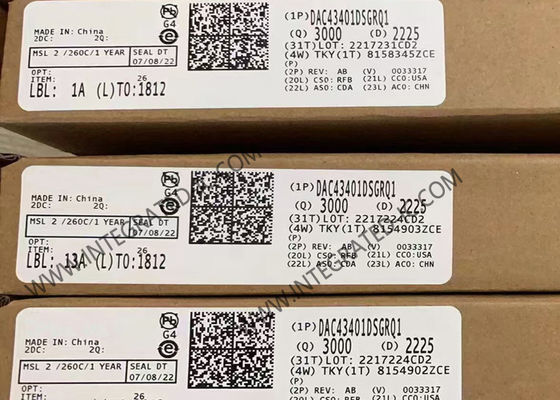 MADE IN: China
2DC: 2Q:
G4
MSL 2 /260C/1 YEAR SEAL DT
07/08/22
OPT:
ITEM: 26
LBL: 1A (L)TO:1812
(1P) DAC43401DSGRQ1
(Q) 3000 (D) 2225
(31T)LOT: 2217231CD2
(4W) TKY(1T) 8158345ZCE
(P)
(2P) REV: AB (V) 0033317
(20L) CSO: RFB (21L) CCO:USA
(22L) ASO: CDA (23L) ACO: CHN
MADE IN: China
2DC: 2Q:
G4
MSL 2 /260C/1 YEAR SEAL DT
07/08/22
OPT:
ITEM: 26
LBL: 13A (L)TO:1812
(1P) DAC43401DSGRQ1
(Q) 3000 (D) 2225
(31T)LOT: 2217224CD2
(4W) TKY(1T) 8154903ZCE
(P)
(2P) REV: AB (V) 0033317
(20L) CSO: RFB (21L) CCO:USA
(22L) ASO: CDA (23L) ACO: CHN
MADE IN: China
2DC: 2Q:
G4
MSL 2 /260C/1 YEAR SEAL DT
07/08/22
OPT:
ITEM: 26
(1P) DAC43401DSGRQ1
(Q) 3000 (D) 2225
(31T)LOT: 2217224CD2
(4W) TKY(1T) 8154902ZCE
(P)
(2P) REV: AB (V) 0033317